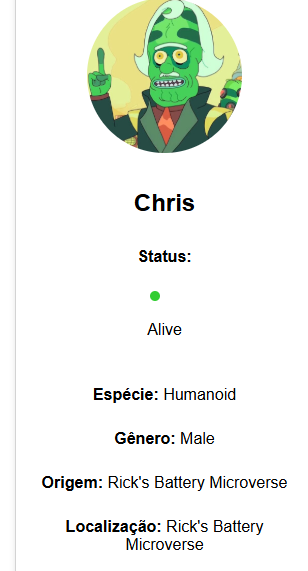 Chris
Status:
Alive
Espécie: Humanoid
Gênero: Male
Origem: Rick's Battery Microverse
Localização: Rick's Battery
Microverse